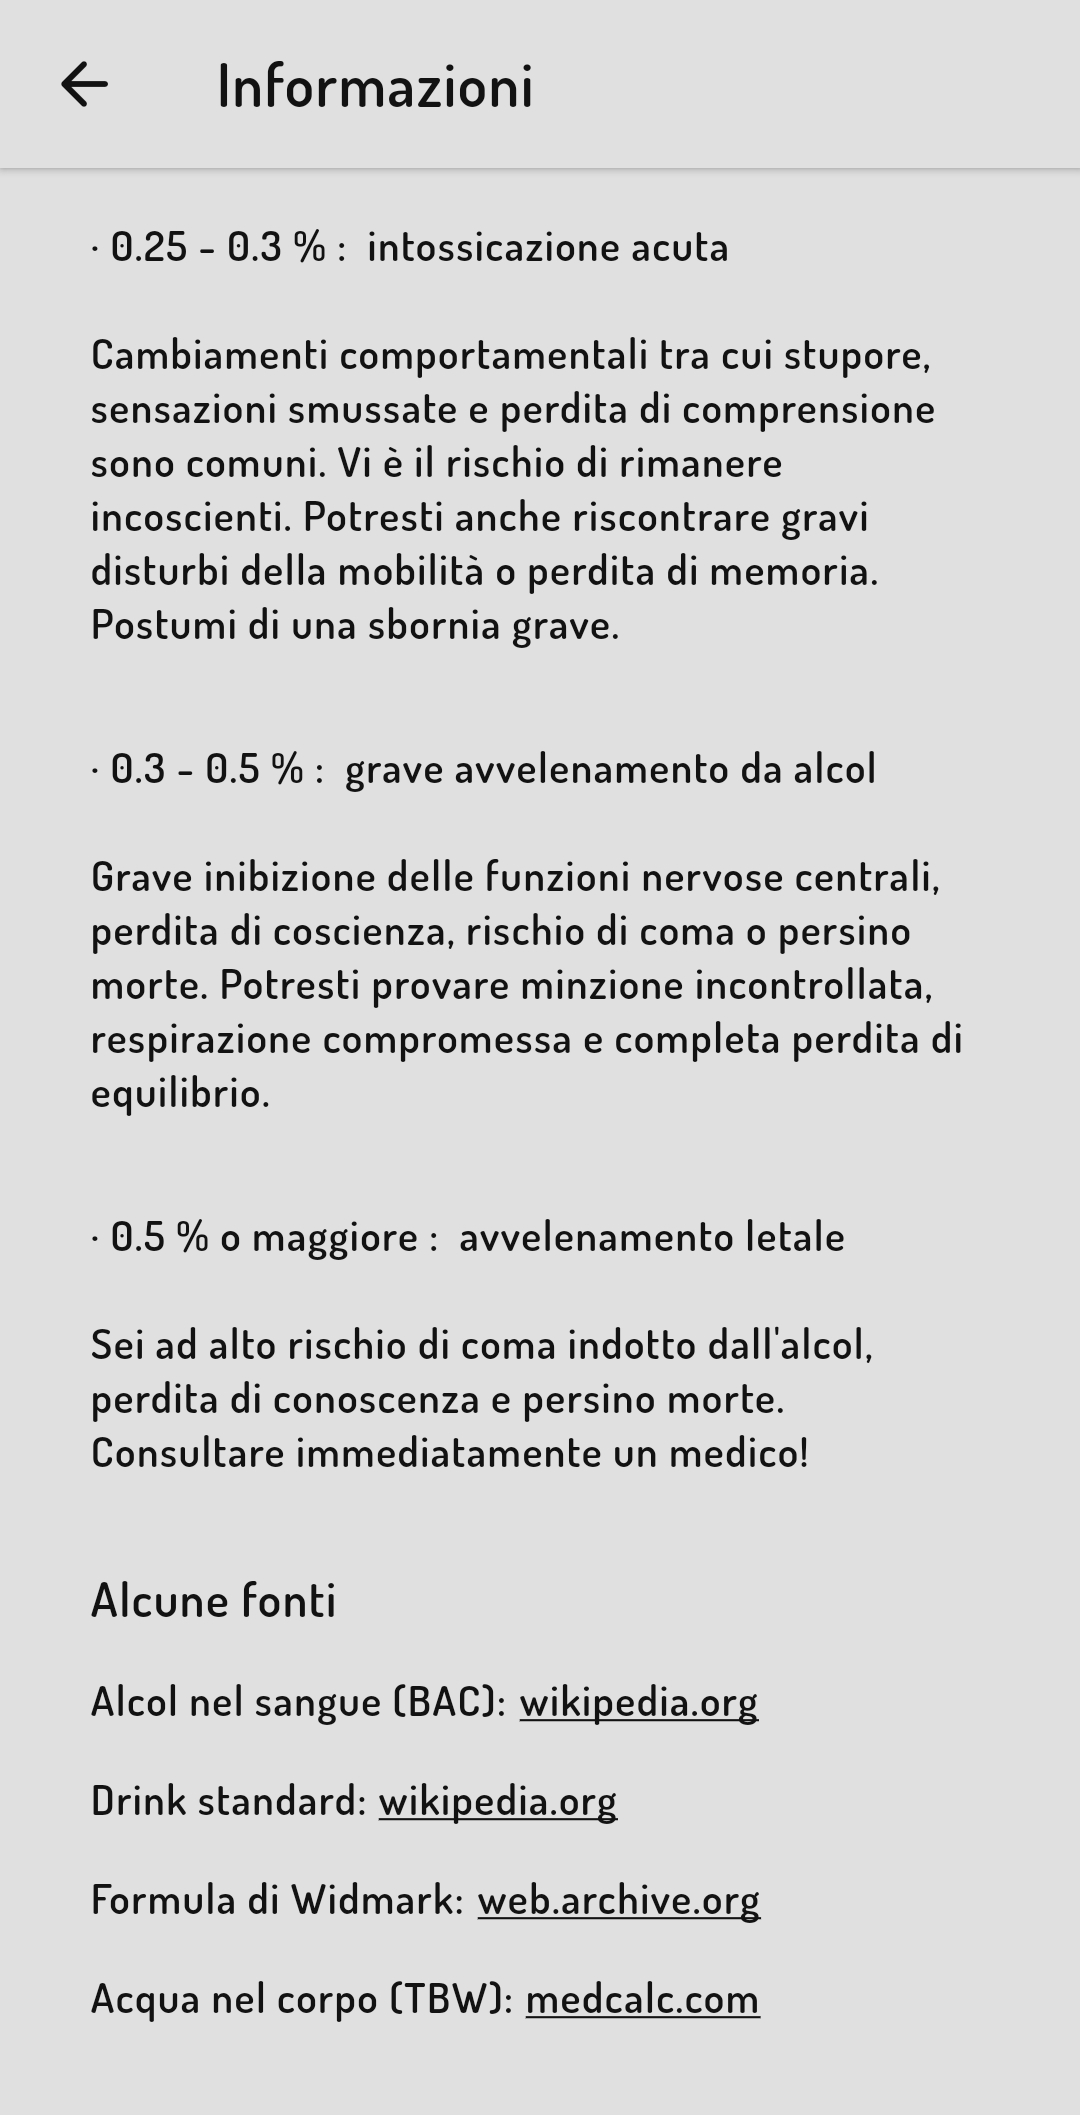 Informazioni
· 0.25 - 0.3 % :  intossicazione acuta
Cambiamenti comportamentali tra cui stupore,
sensazioni smussate e perdita di comprensione
sono comuni. Vi è il rischio di rimanere
incoscienti. Potresti anche riscontrare gravi
disturbi della mobilità o perdita di memoria.
Postumi di una sbornia grave.
· 0.3 - 0.5 % :  grave avvelenamento da alcol
Grave inibizione delle funzioni nervose centrali,
perdita di coscienza, rischio di coma o persino
morte. Potresti provare minzione incontrollata,
respirazione compromessa e completa perdita di
equilibrio.
· 0.5 % o maggiore :  avvelenamento letale
Sei ad alto rischio di coma indotto dall'alcol,
perdita di conoscenza e persino morte.
Consultare immediatamente un medico!
Alcune fonti
Alcol nel sangue (BAC): wikipedia.org
Drink standard: wikipedia.org
Formula di Widmark: web.archive.org
Acqua nel corpo (TBW): medcalc.com